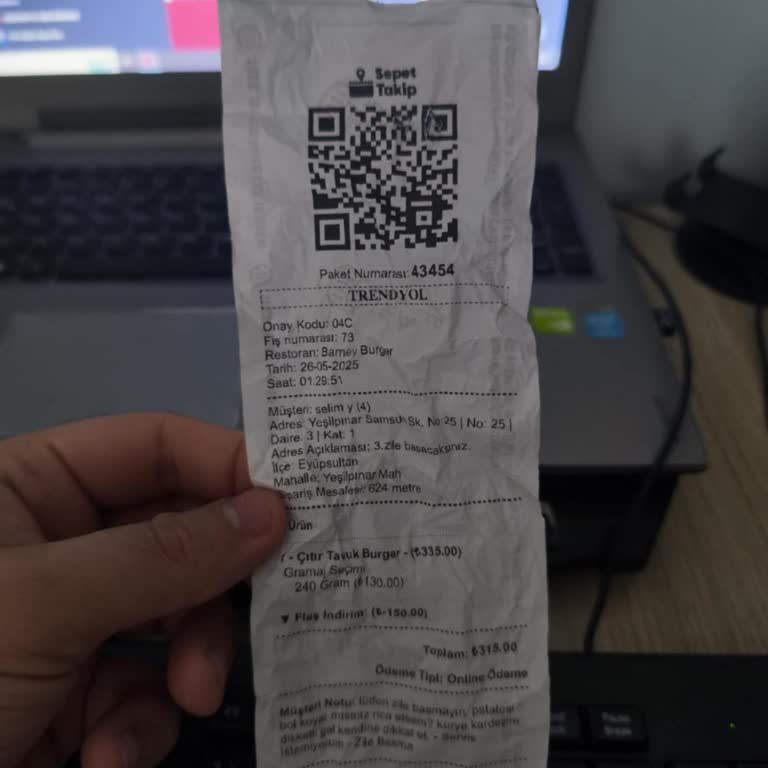 Sepet
Takip
Paket Numarası: 43454
TRENDYOL
Onay Kodu: 04C
Fiş numarası: 73
Restoran: Barney Burger
Tarih: 26-05-2025
Saat: 01:29:51
Müşteri: selim y (4)
Adres: Yeşilpınar Samsun Sk. No:25 | No: 25 |
Daire: 3 | Kat: 1
Adres Açıklaması: 3.zile basacaksınız.
İlçe: Eyüpsultan
Mahalle: Yeşilpınar Mah
Sipariş Mesafesi: 624 metre
Ürün
- Çıtır Tavuk Burger - (₺335.00)
Gramaj Seçimi
240 Gram (₺130.00)
▼ Flaş İndirim: (₺-150.00)
Toplam: ₺315.00
Ödeme Tipi: Online Ödeme
Müşteri Notu: lütfen zile basmayın, patatesi
bol koyar mısınız rica etsem? kurye kardeşim
dikkatli gel kendine dikkat et. - Servis
İstemiyorum - Zile Basma